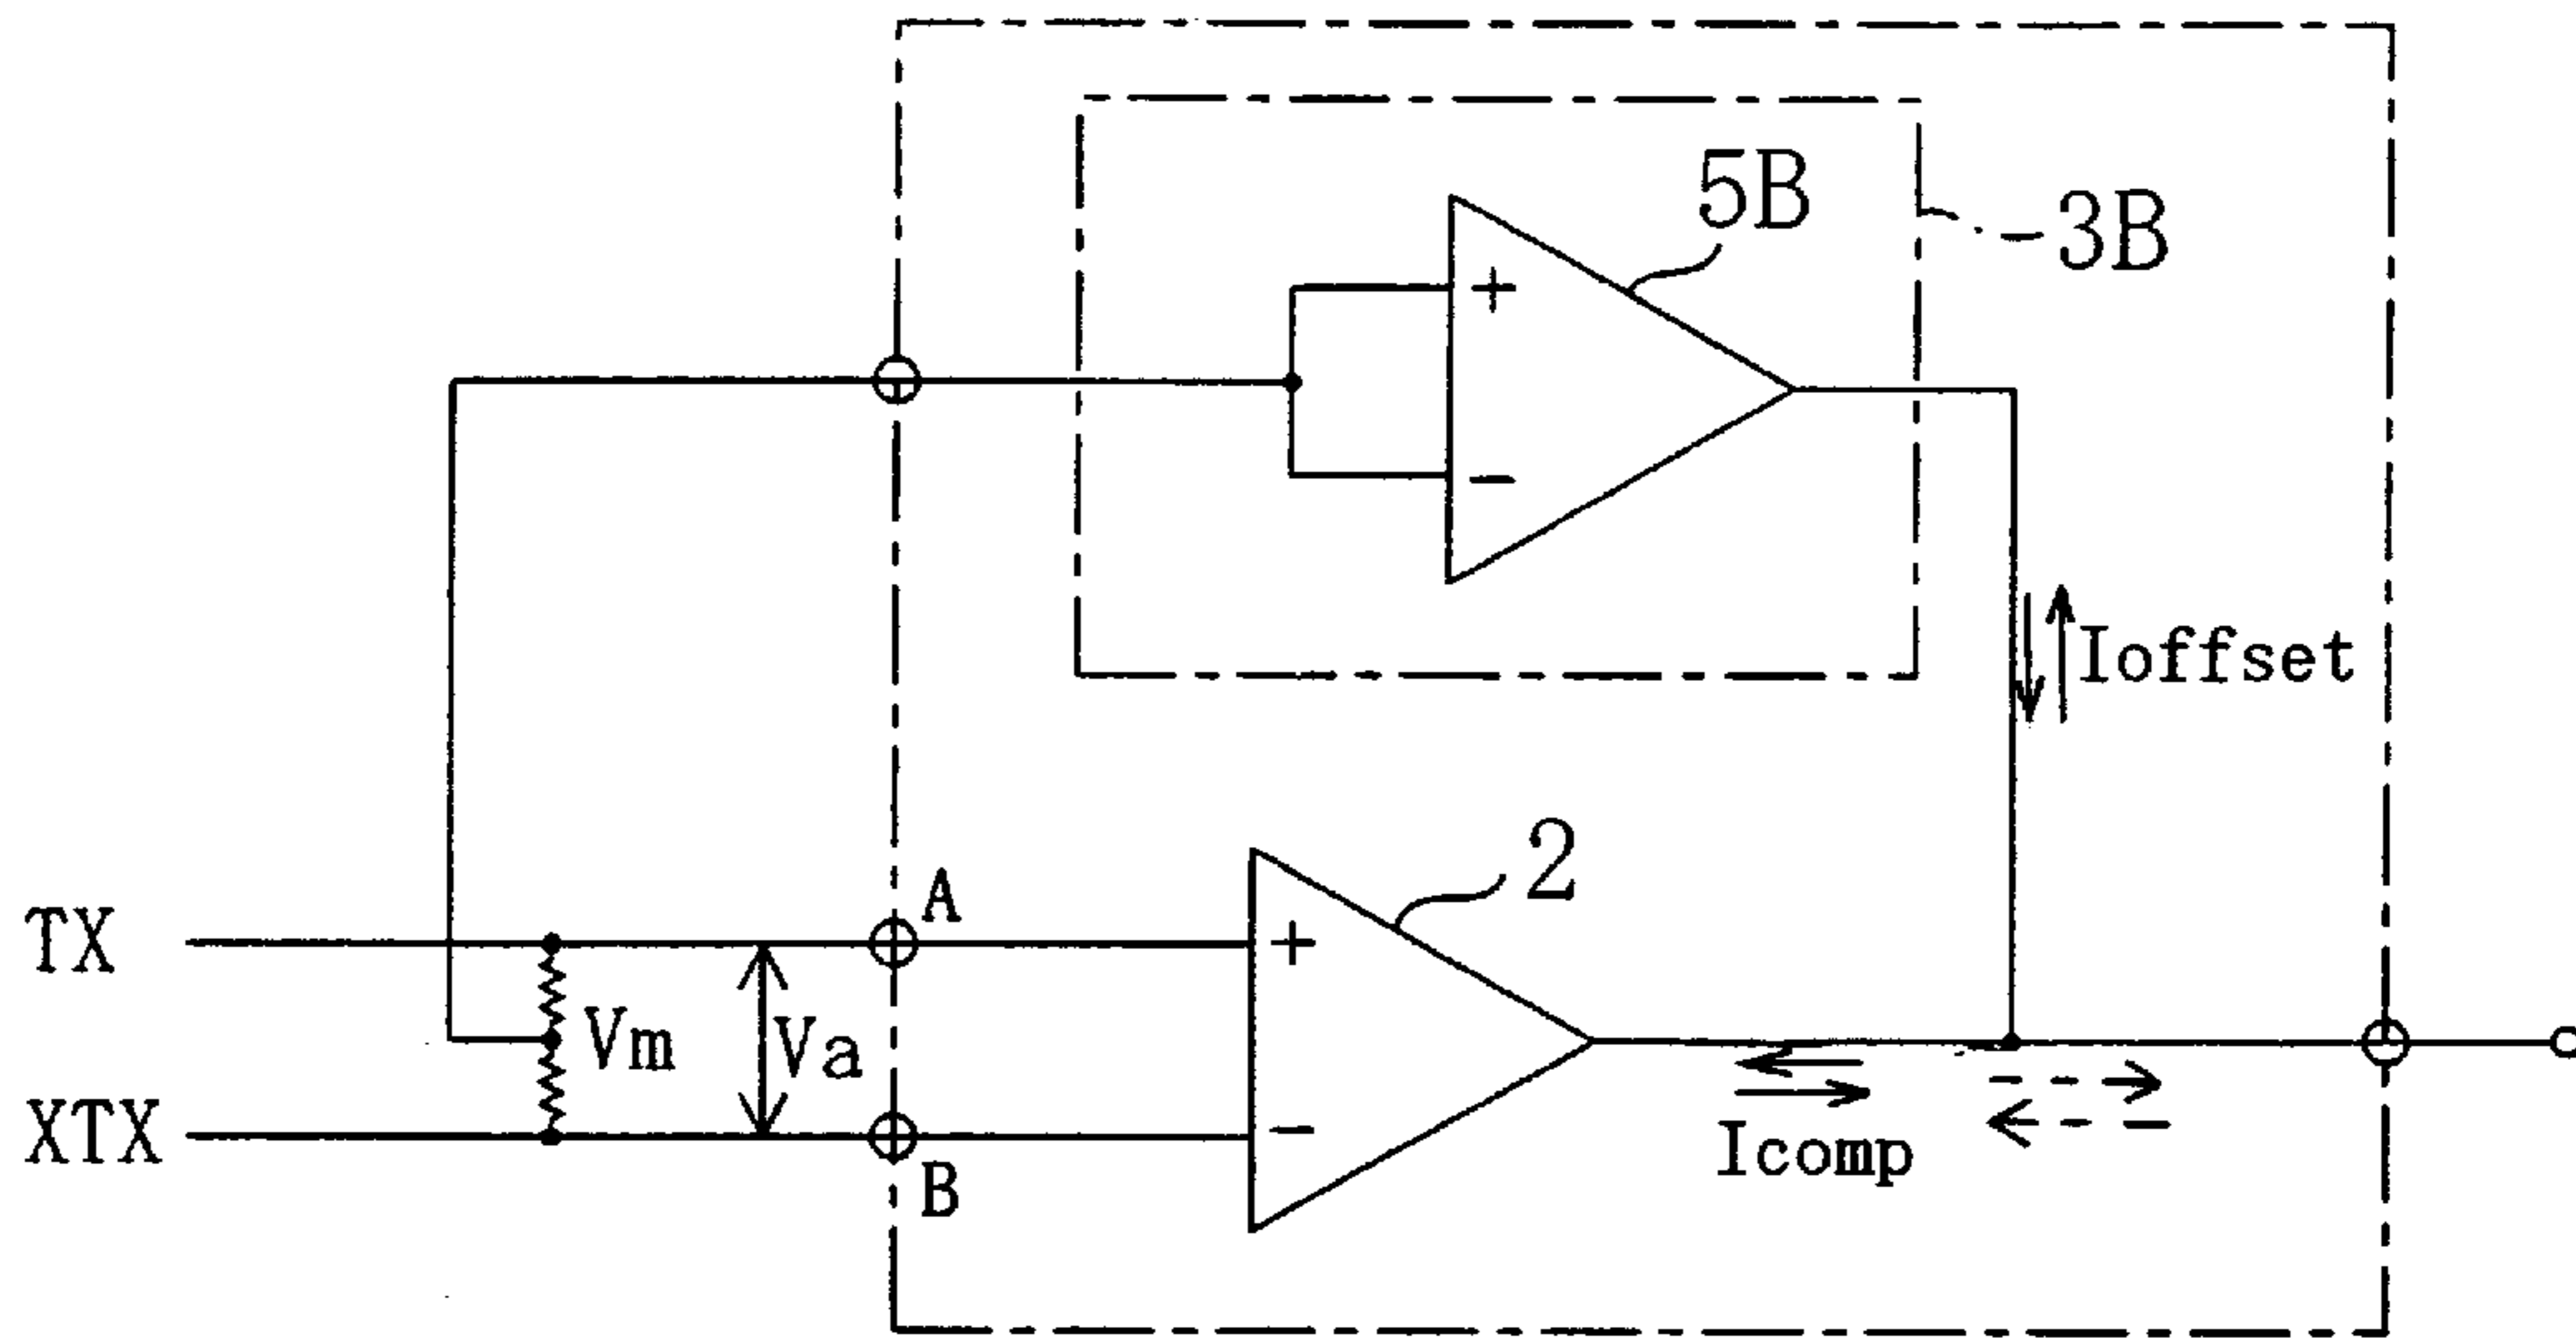 5B
3B
+
−
Ioffset
A
2
TX
+
Vm
Va
XTX
−
Icomp
B